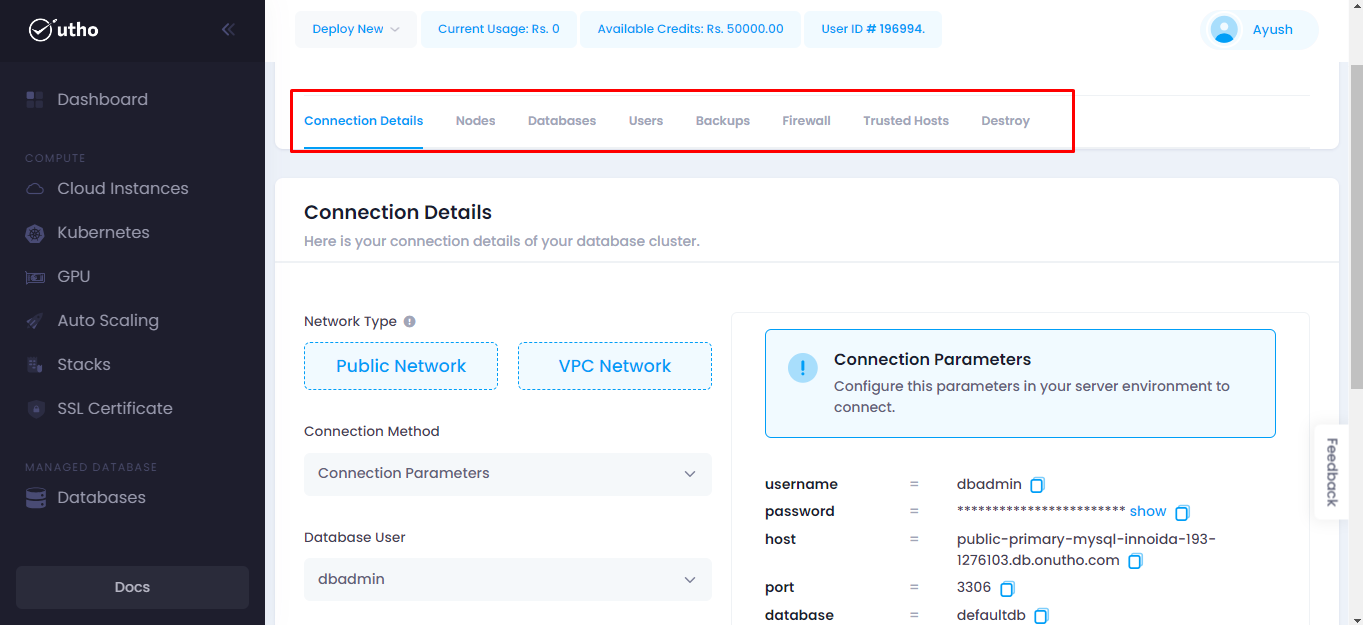 utho
Deploy New
Current Usage: Rs. 0
Available Credits: Rs. 50000.00
User ID # 196994.
Ayush
Dashboard
COMPUTE
Cloud Instances
Kubernetes
GPU
Auto Scaling
Stacks
SSL Certificate
MANAGED DATABASE
Databases
Docs
Connection Details
Nodes
Databases
Users
Backups
Firewall
Trusted Hosts
Destroy
Connection Details
Here is your connection details of your database cluster.
Network Type
Public Network
VPC Network
Connection Method
Connection Parameters
Database User
dbadmin
Connection Parameters
Configure this parameters in your server environment to
connect.
username = dbadmin
password = ************************ show
host = public-primary-mysql-innoida-193-
1276103.db.onutho.com
port = 3306
database = defaultdb
Feedback